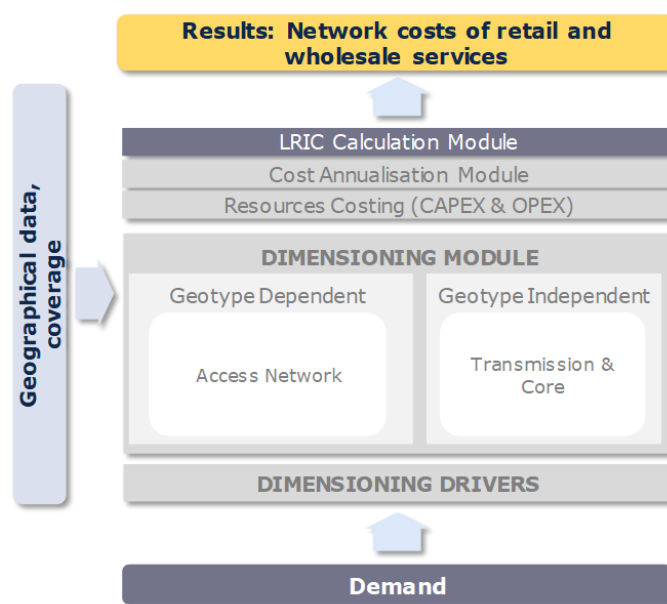 Results: Network costs of retail and
wholesale services
Geographical data,
coverage
LRIC Calculation Module
Cost Annualisation Module
Resources Costing (CAPEX & OPEX)
DIMENSIONING MODULE
Geotype Dependent
Geotype Independent
Access Network
Transmission &
Core
DIMENSIONING DRIVERS
Demand